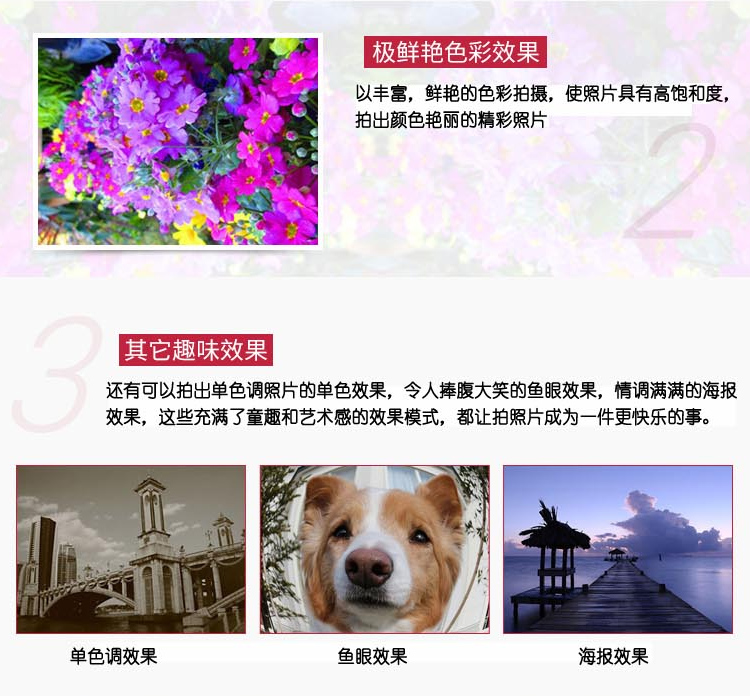 极鲜艳色彩效果
以丰富，鲜艳的色彩拍摄，使照片具有高饱和度，
拍出颜色艳丽的精彩照片
2
3
其它趣味效果
还有可以拍出单色调照片的单色效果，令人捧腹大笑的鱼眼效果，情调满满的海报
效果，这些充满了童趣和艺术感的效果模式，都让拍照片成为一件更快乐的事。
单色调效果
鱼眼效果
海报效果